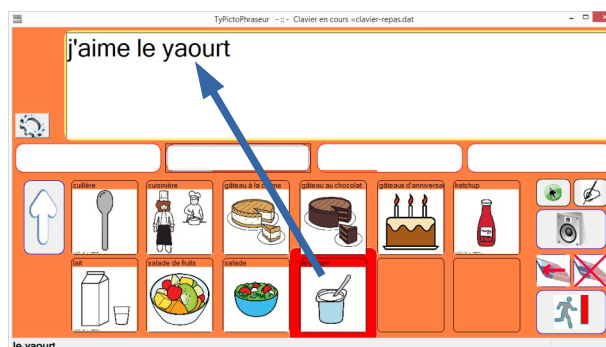 TyPictoPhraseur - :: - Clavier en cours =clavier-repas.dat
j'aime le yaourt
cuillère
cuisinière
gâteau à la crème
gâteau au chocolat
gâteaux d'anniversai
ketchup
lait
salade de fruits
salade
le yaourt